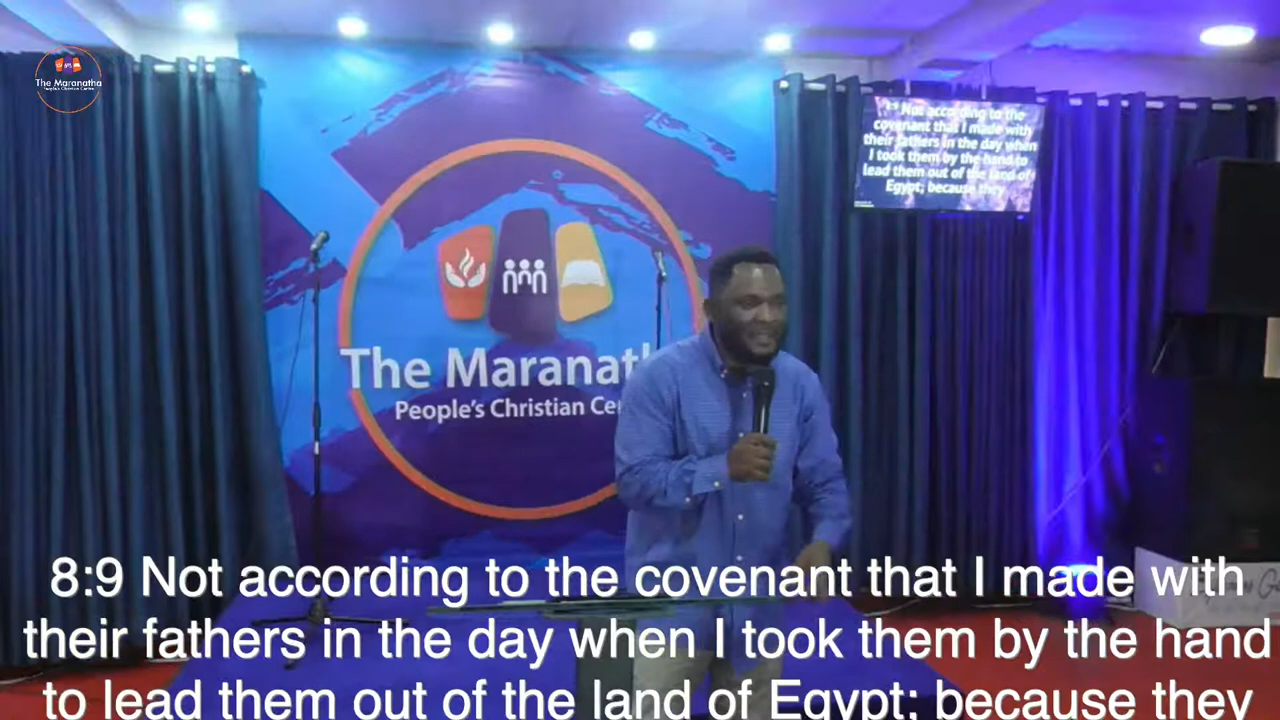 The Maranatha
People's Christian Centre
9 Not according to the
covenant that I made with
their fathers in the day when
I took them by the hand to
lead them out of the land of
Egypt; because they
The Maranath
People's Christian Ce
8:9 Not according to the covenant that I made with
their fathers in the day when I took them by the hand
to lead them out of the land of Egypt; because they